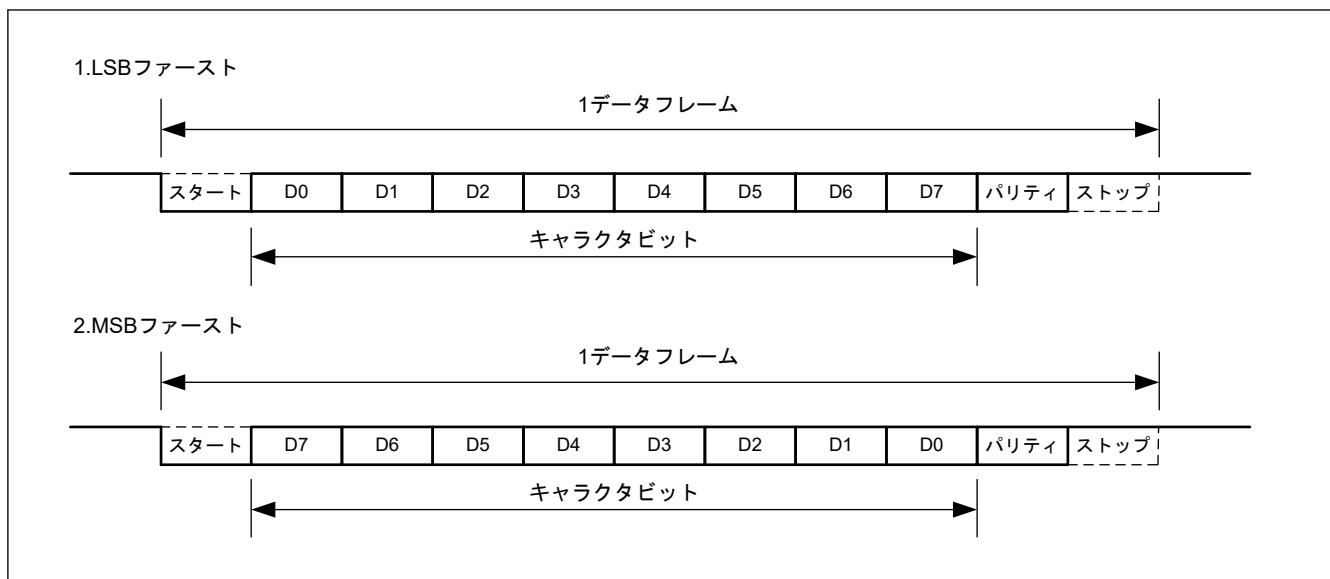 1.LSBファースト
1データフレーム
スタート D0 D1 D2 D3 D4 D5 D6 D7 パリティ ストップ
キャラクタビット
2.MSBファースト
1データフレーム
スタート D7 D6 D5 D4 D3 D2 D1 D0 パリティ ストップ
キャラクタビット